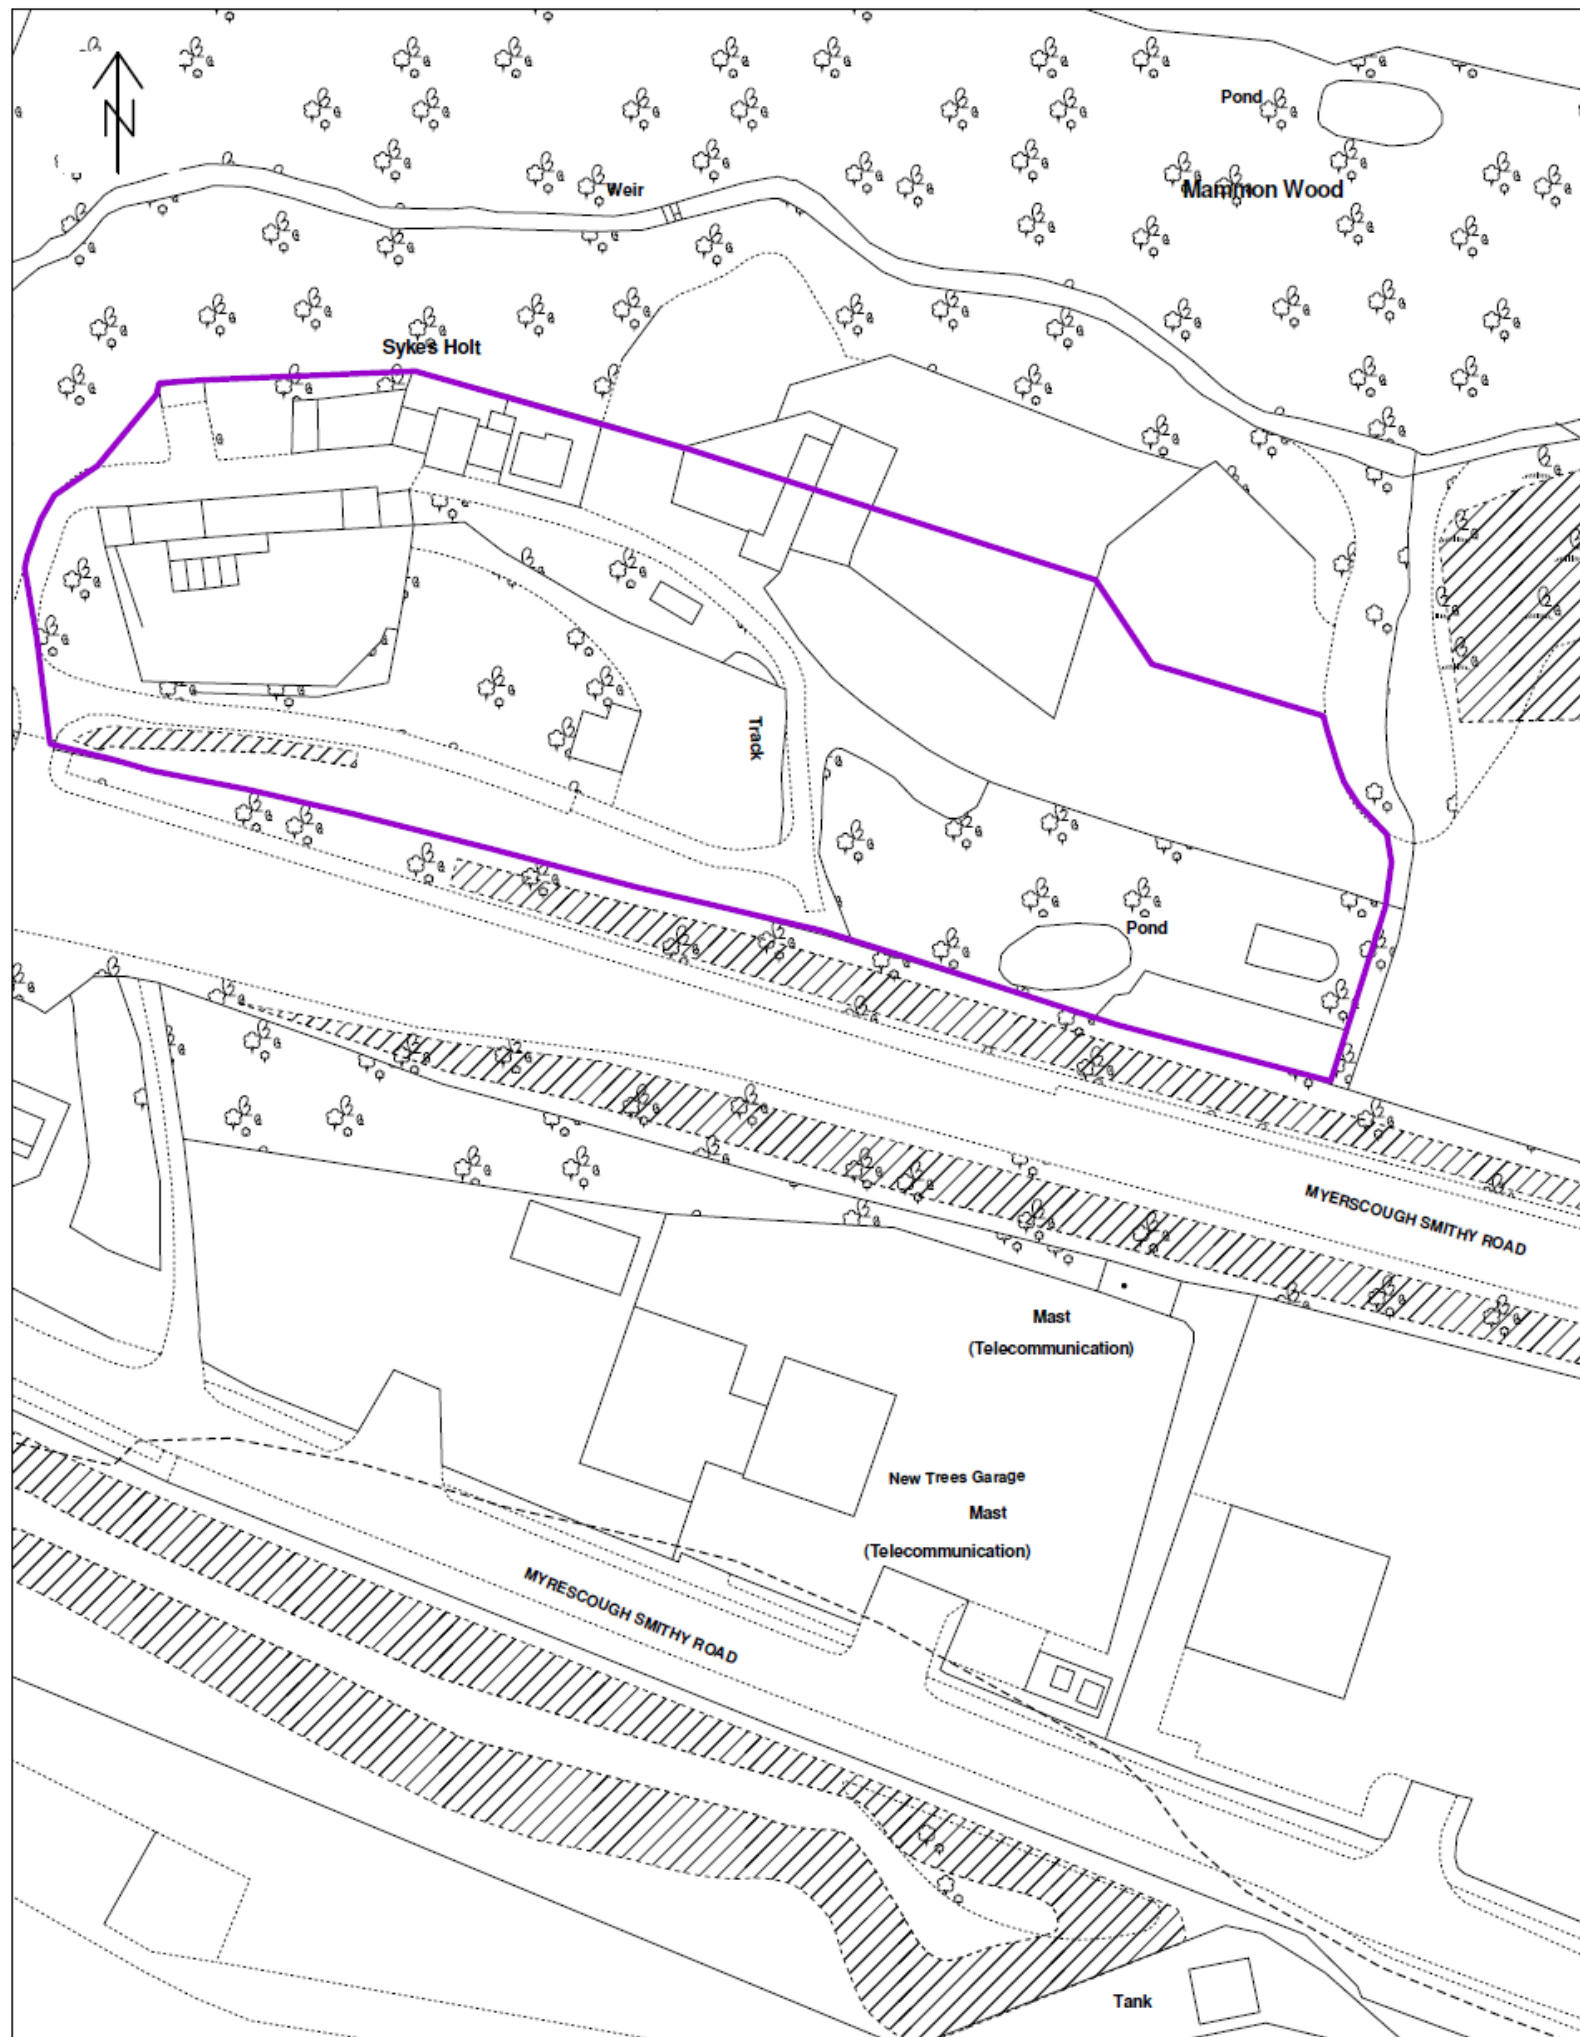 N
Pond
Weir
Mammon Wood
Sykes Holt
Track
Pond
MYERSCOUGH SMITHY ROAD
Mast
(Telecommunication)
New Trees Garage
Mast
(Telecommunication)
MYRESCOUGH SMITHY ROAD
Tank